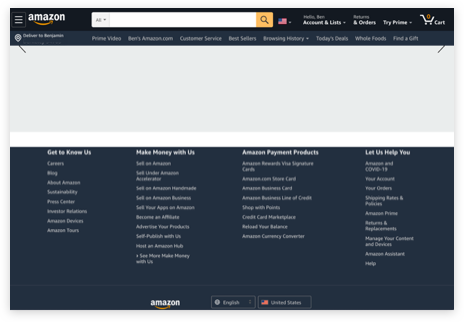 amazon
All
Hello, Ben
Account & Lists
Returns
& Orders
Try Prime
0
Cart
Deliver to Benjamin
Prime Video
Ben's Amazon.com
Customer Service
Best Sellers
Browsing History
Today's Deals
Whole Foods
Find a Gift
Get to Know Us
Careers
Blog
About Amazon
Sustainability
Press Center
Investor Relations
Amazon Devices
Amazon Tours
Make Money with Us
Sell on Amazon
Sell Under Amazon
Accelerator
Sell on Amazon Handmade
Sell on Amazon Business
Sell Your Apps on Amazon
Become an Affiliate
Advertise Your Products
Self-Publish with Us
Host an Amazon Hub
› See More Make Money
with Us
Amazon Payment Products
Amazon Rewards Visa Signature
Cards
Amazon.com Store Card
Amazon Business Card
Amazon Business Line of Credit
Shop with Points
Credit Card Marketplace
Reload Your Balance
Amazon Currency Converter
Let Us Help You
Amazon and
COVID-19
Your Account
Your Orders
Shipping Rates &
Policies
Amazon Prime
Returns &
Replacements
Manage Your Content
and Devices
Amazon Assistant
Help
amazon
English
United States